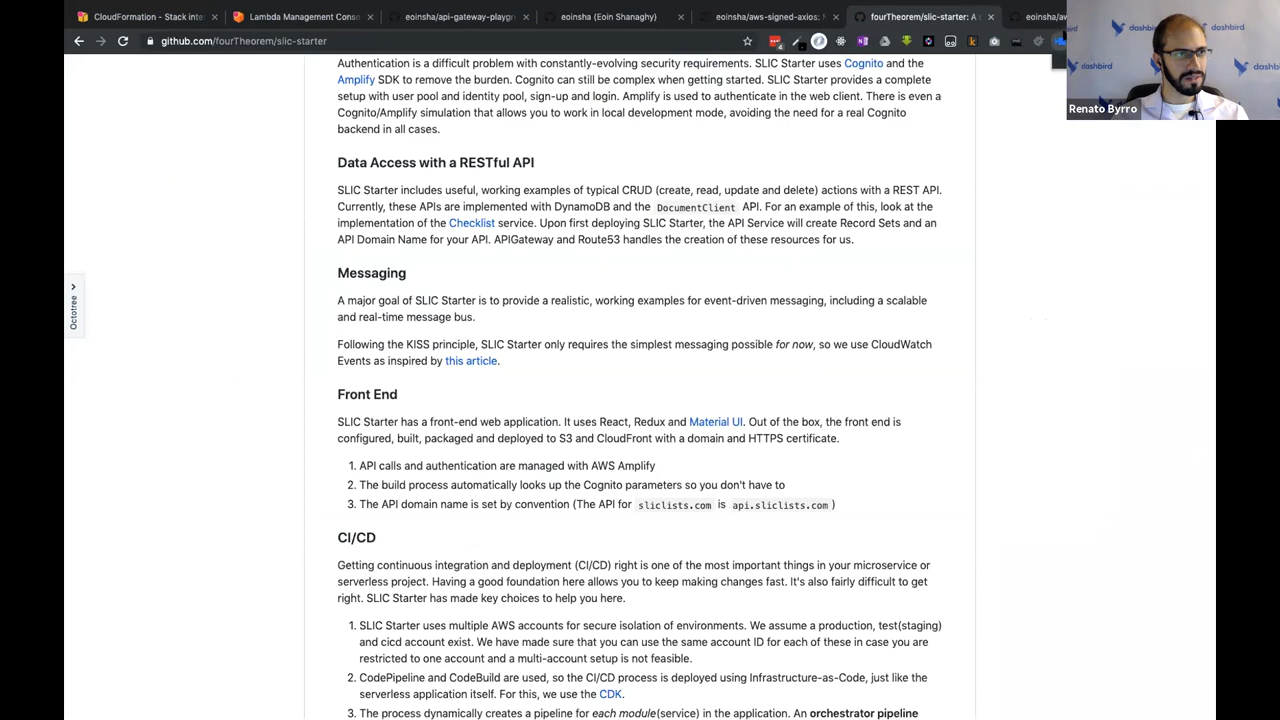 CloudFormation - Stack inte
Lambda Management Cons
eoinsha/api-gateway-playgr
eoinsha (Eoin Shanaghy)
eoinsha/aws-signed-axios:
fourTheorem/slic-starter: A
eoinsha/aw
github.com/fourTheorem/slic-starter
dashbird
dashbird
Renato Byrro
Octotree
Authentication is a difficult problem with constantly-evolving security requirements. SLIC Starter uses Cognito and the
Amplify SDK to remove the burden. Cognito can still be complex when getting started. SLIC Starter provides a complete
setup with user pool and identity pool, sign-up and login. Amplify is used to authenticate in the web client. There is even a
Cognito/Amplify simulation that allows you to work in local development mode, avoiding the need for a real Cognito
backend in all cases.
Data Access with a RESTful API
SLIC Starter includes useful, working examples of typical CRUD (create, read, update and delete) actions with a REST API.
Currently, these APIs are implemented with DynamoDB and the DocumentClient API. For an example of this, look at the
implementation of the Checklist service. Upon first deploying SLIC Starter, the API Service will create Record Sets and an
API Domain Name for your API. APIGateway and Route53 handles the creation of these resources for us.
Messaging
A major goal of SLIC Starter is to provide a realistic, working examples for event-driven messaging, including a scalable
and real-time message bus.
Following the KISS principle, SLIC Starter only requires the simplest messaging possible for now, so we use CloudWatch
Events as inspired by this article.
Front End
SLIC Starter has a front-end web application. It uses React, Redux and Material UI. Out of the box, the front end is
configured, built, packaged and deployed to S3 and CloudFront with a domain and HTTPS certificate.
1. API calls and authentication are managed with AWS Amplify
2. The build process automatically looks up the Cognito parameters so you don't have to
3. The API domain name is set by convention (The API for sliclists.com is api.sliclists.com )
CI/CD
Getting continuous integration and deployment (CI/CD) right is one of the most important things in your microservice or
serverless project. Having a good foundation here allows you to keep making changes fast. It's also fairly difficult to get
right. SLIC Starter has made key choices to help you here.
1. SLIC Starter uses multiple AWS accounts for secure isolation of environments. We assume a production, test(staging)
and cicd account exist. We have made sure that you can use the same account ID for each of these in case you are
restricted to one account and a multi-account setup is not feasible.
2. CodePipeline and CodeBuild are used, so the CI/CD process is deployed using Infrastructure-as-Code, just like the
serverless application itself. For this, we use the CDK.
3. The process dynamically creates a pipeline for each module(service) in the application. An orchestrator pipeline